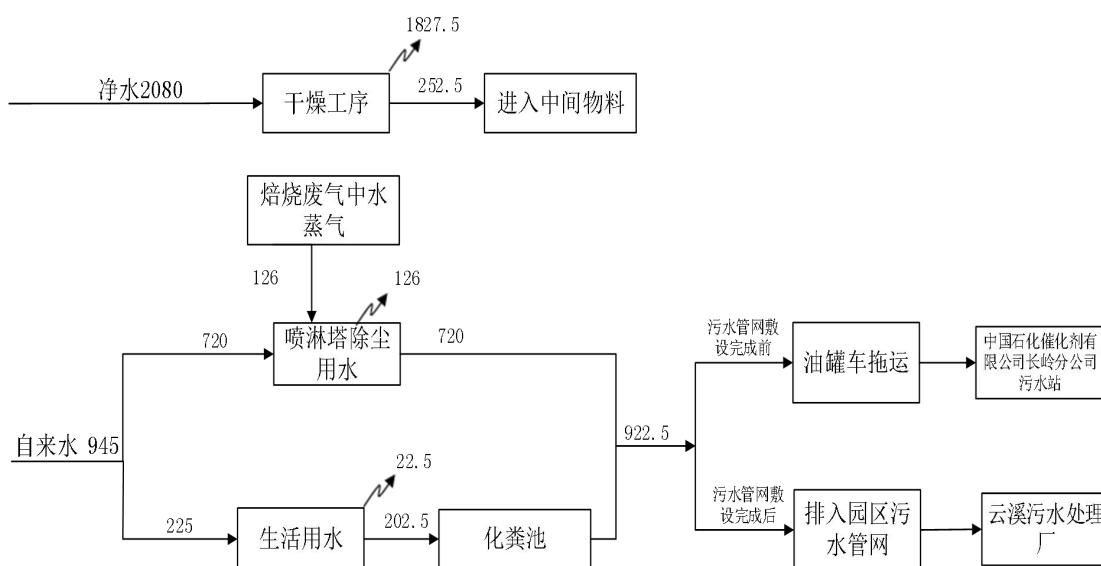 1827.5
净水2080
干燥工序
252.5
进入中间物料
焙烧废气中水
蒸气
126
126
720
喷淋塔除尘
用水
720
污水管网敷
设完成前
油罐车拖运
中国石化催化剂有
限公司长岭分公司
污水站
自来水 945
922.5
22.5
225
生活用水
202.5
化粪池
污水管网敷
设完成后
排入园区污
水管网
云溪污水处理
厂